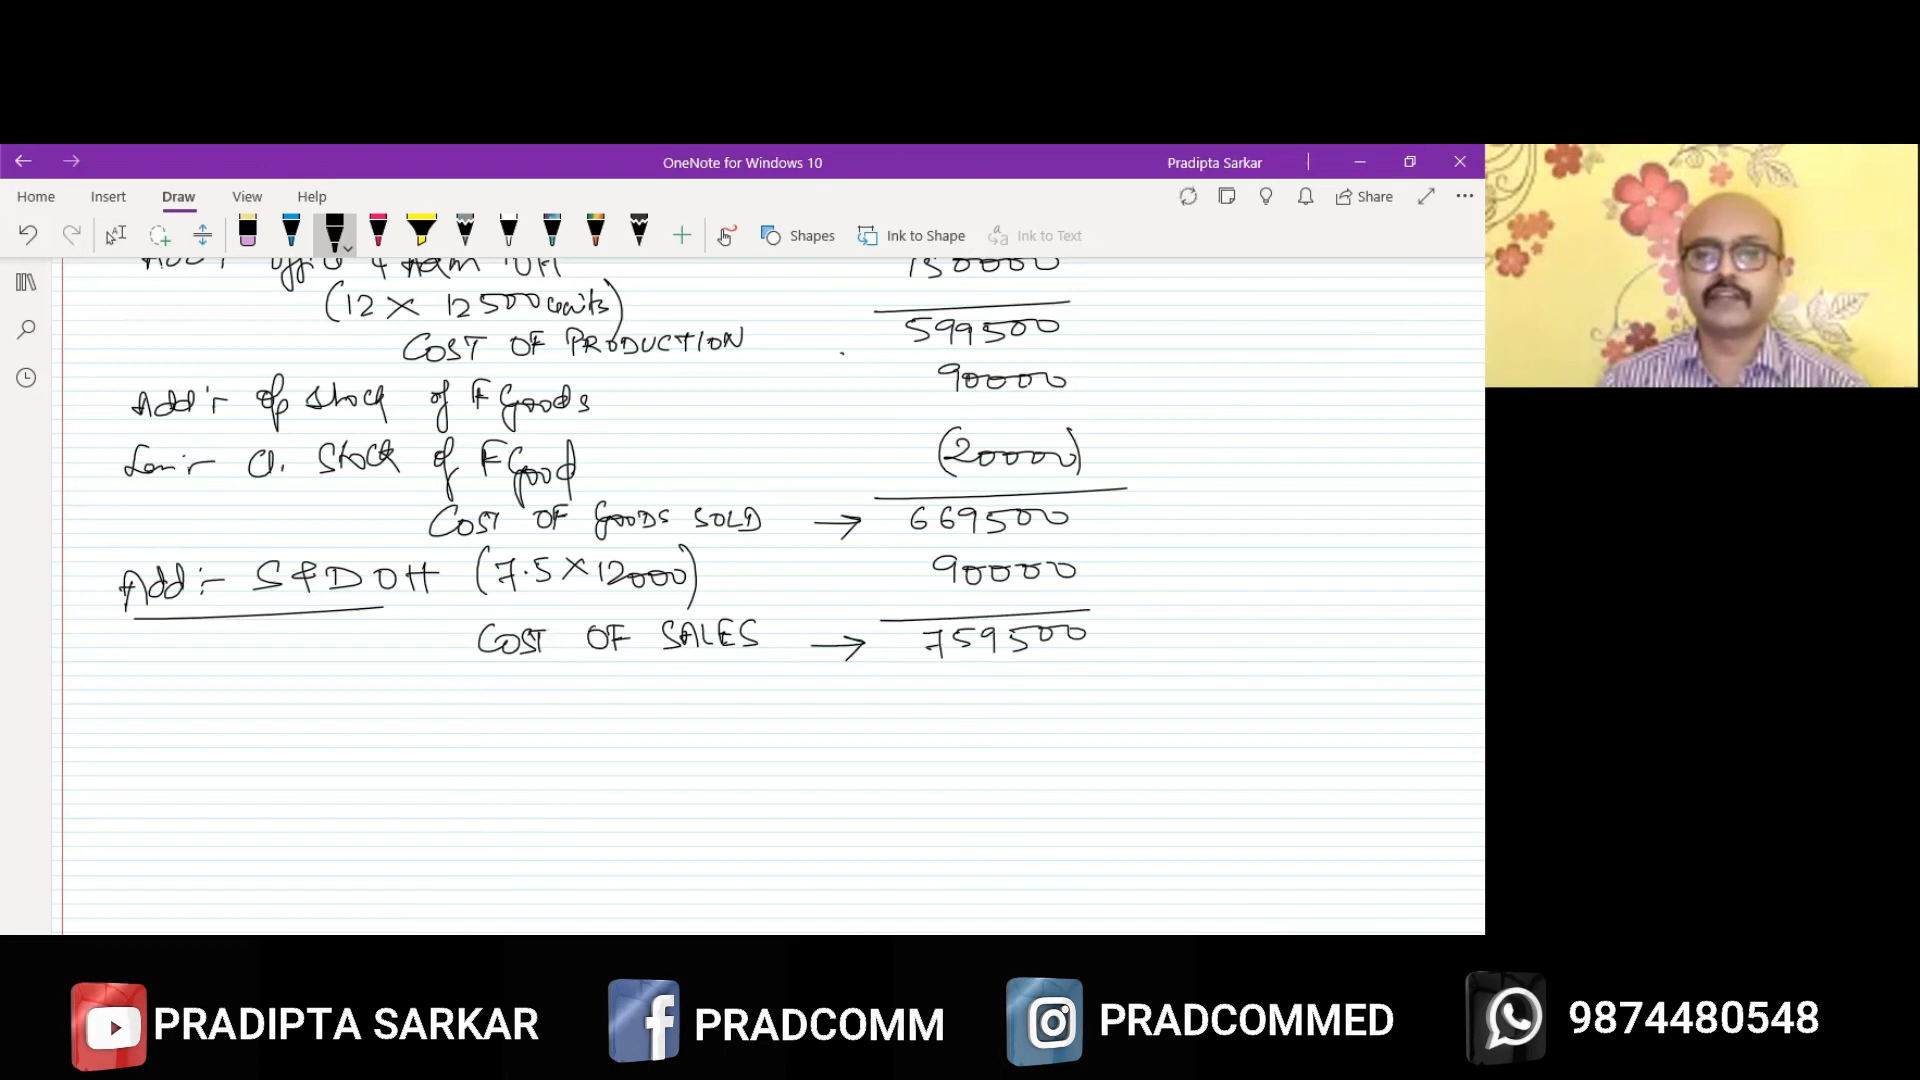 OneNote for Windows 10
Pradipta Sarkar
Home Insert Draw View Help
Share
Shapes Ink to Shape Ink to Text
150000
(12 X 12500 units)
599500
COST OF PRODUCTION
90000
Add:- Op Stock of F Goods
Less:- Cl. Stock of F Good
(20000)
COST OF GOODS SOLD → 669500
Add:- S&D OH (7.5 X 12000) 90000
COST OF SALES → 759500
PRADIPTA SARKAR
PRADCOMM
PRADCOMMED
9874480548